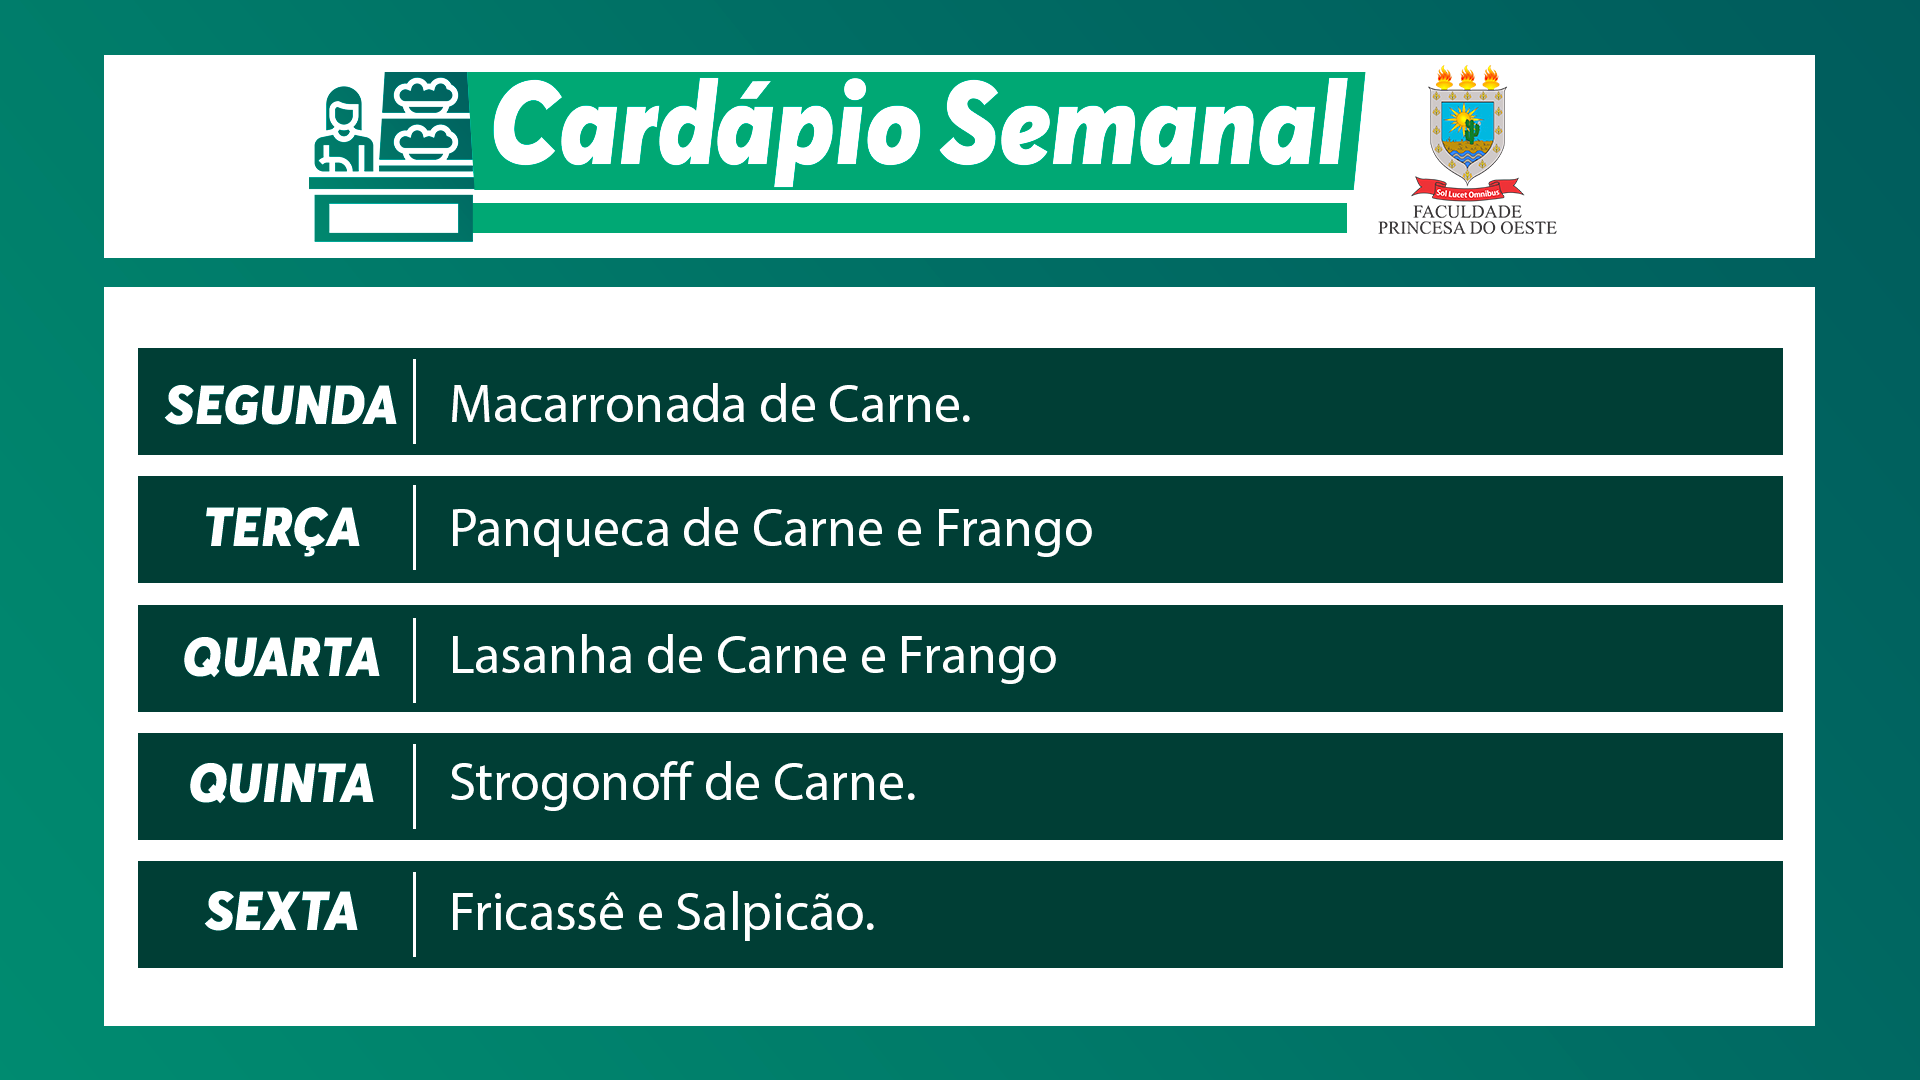 Cardápio Semanal
Sol Lucet Omnibus
FACULDADE
PRINCESA DO OESTE
SEGUNDA Macarronada de Carne.
TERÇA Panqueca de Carne e Frango
QUARTA Lasanha de Carne e Frango
QUINTA Strogonoff de Carne.
SEXTA Fricassê e Salpicão.